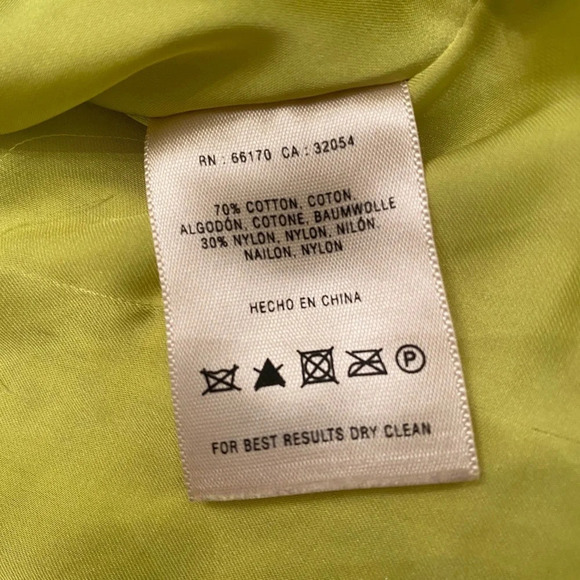 RN : 66170 CA : 32054
70% COTTON, COTON,
ALGODÓN, COTONE, BAUMWOLLE
30% NYLON, NYLON, NILÓN,
NAILON, NYLON
HECHO EN CHINA
P
FOR BEST RESULTS DRY CLEAN